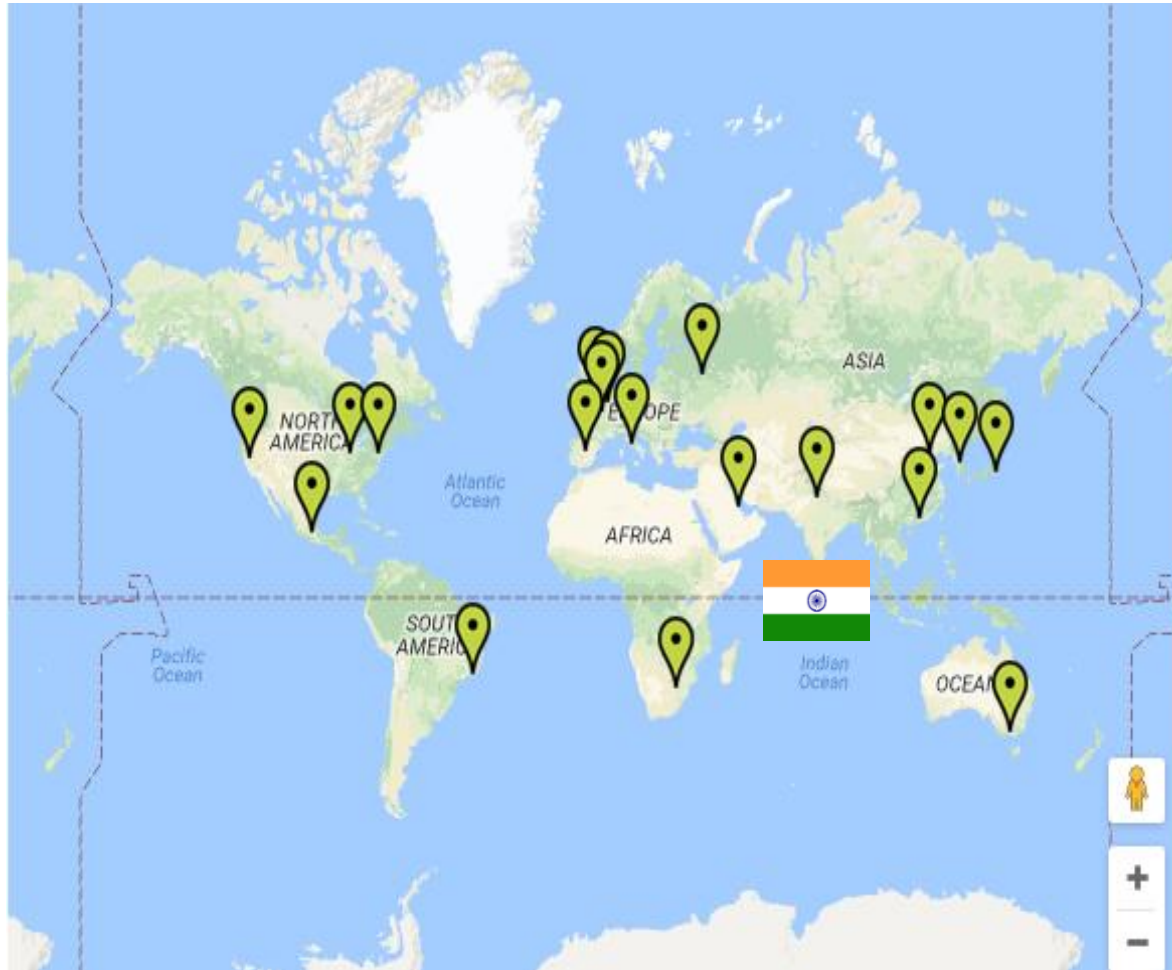 ASIA
NORTH
AMERICA
EUROPE
Atlantic
Ocean
AFRICA
SOUTH
AMERICA
Pacific
Ocean
Indian
Ocean
OCEANIA
+
−